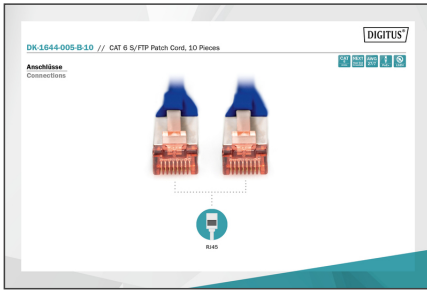 DIGITUS®
DK-1644-005-B-10 // CAT 6 S/FTP Patch Cord, 10 Pieces
Anschlüsse
Connections
RJ45